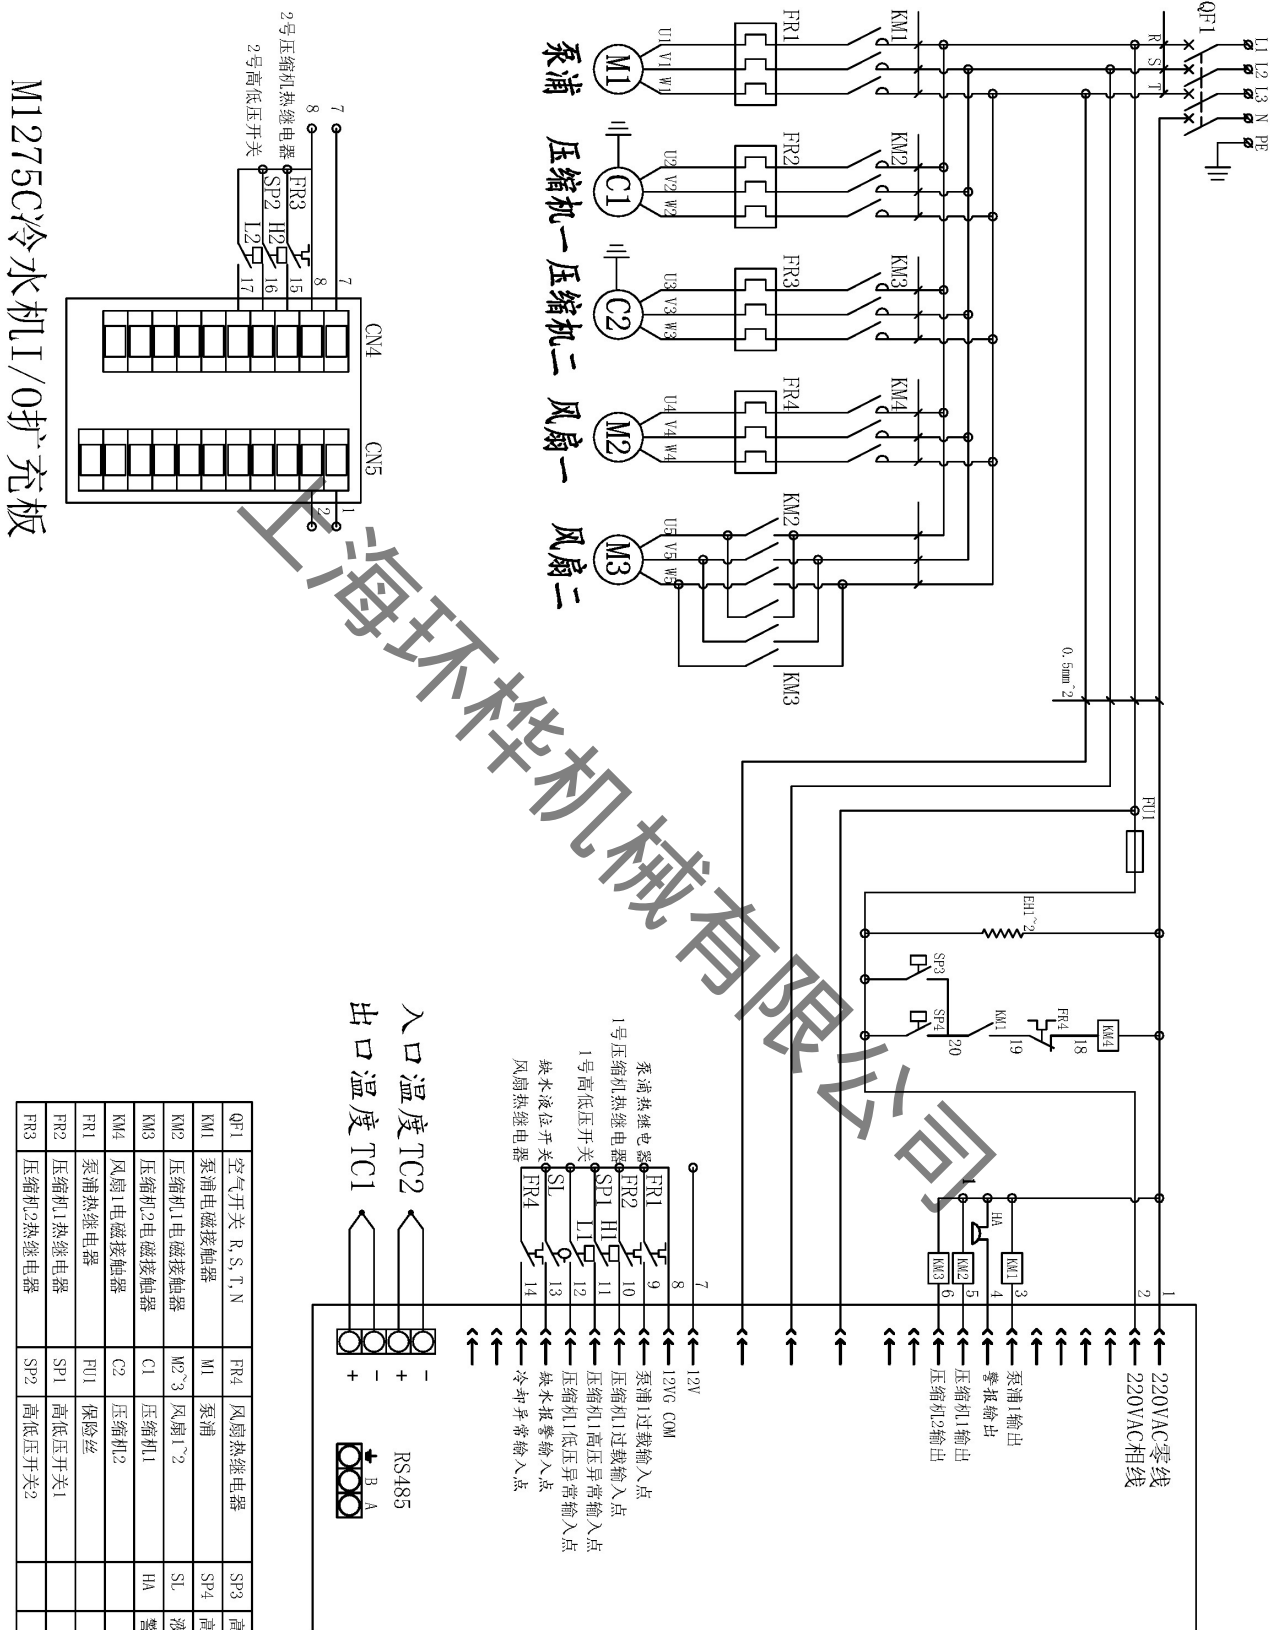 QF1
L1 L2 L3 N PE
R S T
KM1
FR1
U1 V1 W1
M1
泵浦
KM2
FR2
U2 V2 W2
C1
压缩机一
KM3
FR3
U3 V3 W3
C2
压缩机二
KM4
FR4
U4 V4 W4
M2
风扇一
KM2
U5 V5 W5
M3
风扇二
KM3
0.5mm^2
FU1
EH1~2
SP3
SP4
20
KM1
19
FR4
18
KM4
2号压缩机热继电器
2号高低压开关
7
8
FR3
SP2 H2
L2
7
8
15
16
17
CN4
CN5
1
2
M1275C冷水机I/O扩充板
上海环桦机械有限公司
1
HA
KM1
KM2
KM3
1
2
3
4
5
6
220VAC零线
220VAC相线
泵浦1输出
警报输出
压缩机1输出
压缩机2输出
泵浦热继电器
1号压缩机热继电器
1号高低压开关
缺水液位开关
风扇热继电器
FR1
FR2
SP1 H1
L1
SL
FR4
7
8
9
10
11
12
13
14
12V
12VG COM
泵浦1过载输入点
压缩机1过载输入点
压缩机1高压异常输入点
压缩机1低压异常输入点
缺水报警输入点
冷却异常输入点
入口温度TC2
出口温度TC1
− + − +
RS485
B A
QF1 空气开关 R,S,T,N FR4 风扇热继电器 SP3 高
KM1 泵浦电磁接触器 M1 泵浦 SP4 高
KM2 压缩机1电磁接触器 M2~3 风扇1~2 SL 液
KM3 压缩机2电磁接触器 C1 压缩机1 HA 警
KM4 风扇1电磁接触器 C2 压缩机2
FR1 泵浦热继电器 FU1 保险丝
FR2 压缩机1热继电器 SP1 高低压开关1
FR3 压缩机2热继电器 SP2 高低压开关2